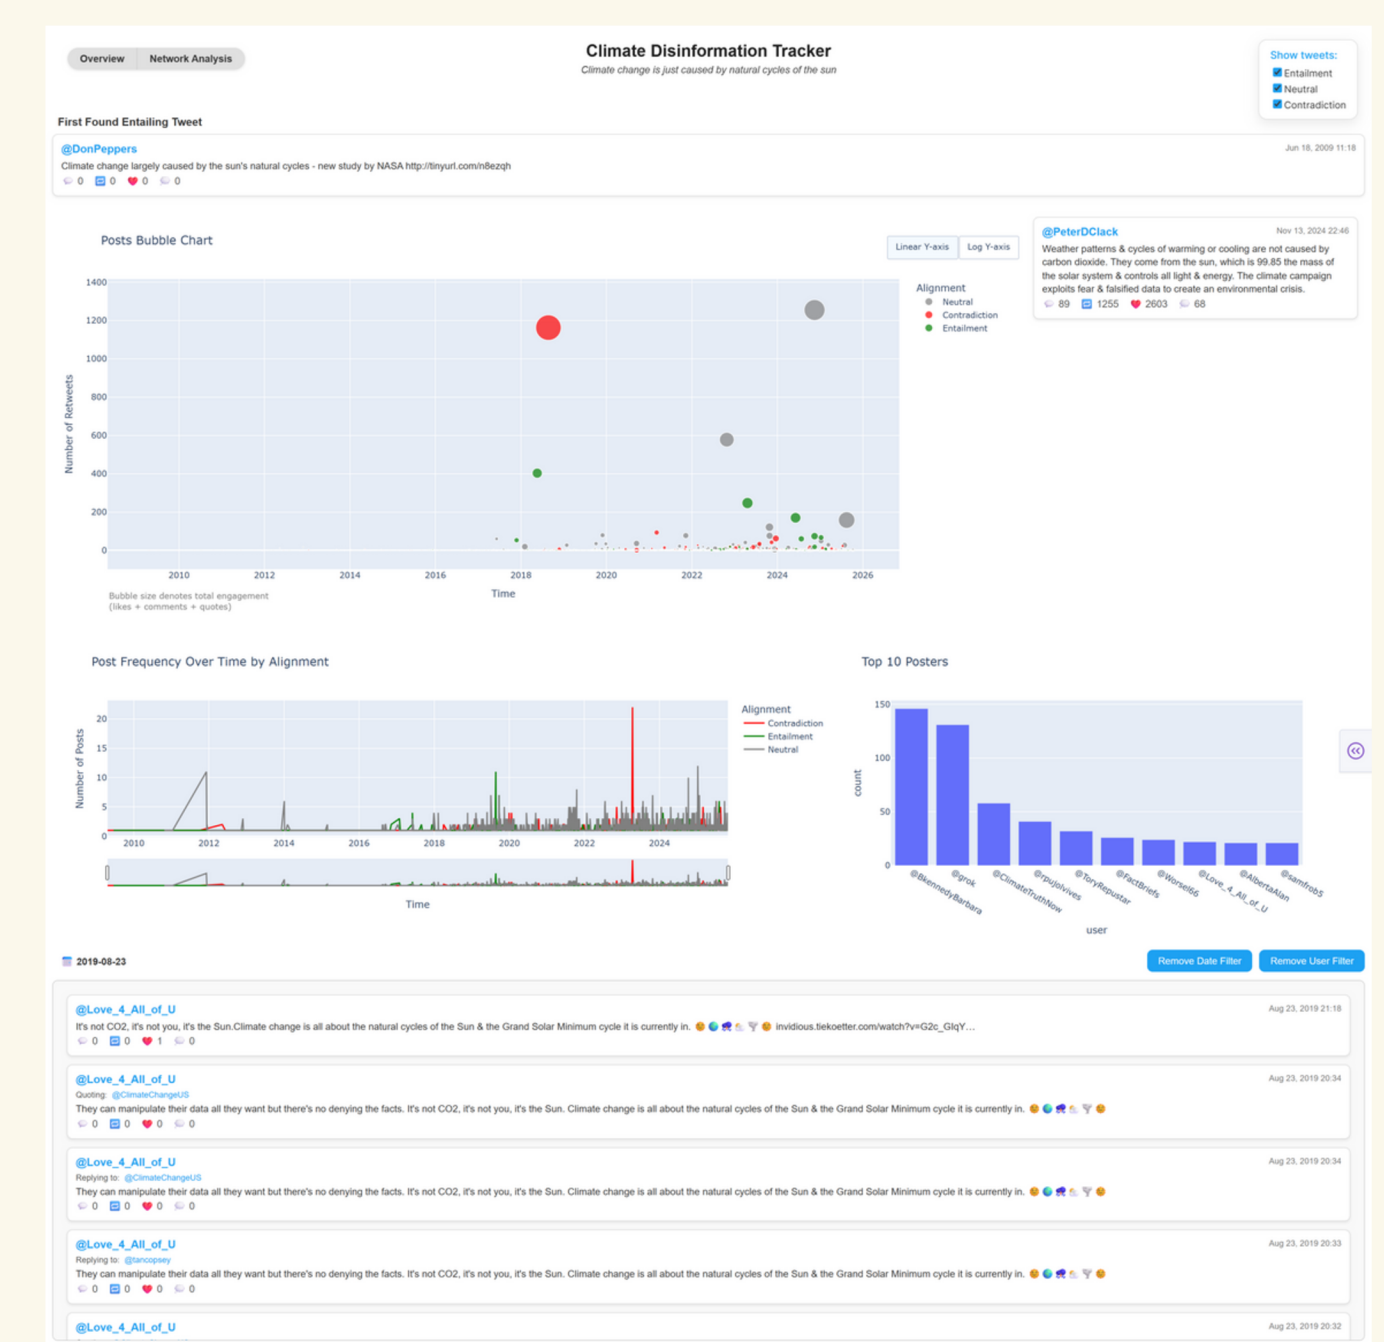 Overview Network Analysis
Climate Disinformation Tracker
Climate change is just caused by natural cycles of the sun
Show tweets:
Entailment
Neutral
Contradiction
First Found Entailing Tweet
@DonPeppers Jun 18, 2009 11:18
Climate change largely caused by the sun's natural cycles - new study by NASA http://tinyurl.com/n8ezqh
0 0 0 0
Posts Bubble Chart
Linear Y-axis Log Y-axis
Alignment
Neutral
Contradiction
Entailment
1400
1200
1000
800
600
400
200
0
Number of Retweets
2010 2012 2014 2016 2018 2020 2022 2024 2026
Time
Bubble size denotes total engagement
(likes + comments + quotes)
@PeterDClack Nov 13, 2024 22:46
Weather patterns & cycles of warming or cooling are not caused by
carbon dioxide. They come from the sun, which is 99.85 the mass of
the solar system & controls all light & energy. The climate campaign
exploits fear & falsified data to create an environmental crisis.
89 1255 2603 68
Post Frequency Over Time by Alignment
20
15
10
5
0
Number of Posts
2010 2012 2014 2016 2018 2020 2022 2024
Time
Alignment
Contradiction
Entailment
Neutral
Top 10 Posters
150
100
50
0
count
@BkennedyBarbara @grok @ClimateTruthNow @rpujolvives @ToryRepustar @FactBriefs @Worsel66 @Love_4_All_of_U @AlbertaAlan @samfrob5
user
2019-08-23
Remove Date Filter Remove User Filter
@Love_4_All_of_U Aug 23, 2019 21:18
It's not CO2, it's not you, it's the Sun.Climate change is all about the natural cycles of the Sun & the Grand Solar Minimum cycle it is currently in. invidious.tiekoetter.com/watch?v=G2c_GIqY…
0 0 1 0
@Love_4_All_of_U Aug 23, 2019 20:34
Quoting: @ClimateChangeUS
They can manipulate their data all they want but there's no denying the facts. It's not CO2, it's not you, it's the Sun. Climate change is all about the natural cycles of the Sun & the Grand Solar Minimum cycle it is currently in.
0 0 0 0
@Love_4_All_of_U Aug 23, 2019 20:34
Replying to: @ClimateChangeUS
They can manipulate their data all they want but there's no denying the facts. It's not CO2, it's not you, it's the Sun. Climate change is all about the natural cycles of the Sun & the Grand Solar Minimum cycle it is currently in.
0 0 0 0
@Love_4_All_of_U Aug 23, 2019 20:33
Replying to: @tancopsey
They can manipulate their data all they want but there's no denying the facts. It's not CO2, it's not you, it's the Sun. Climate change is all about the natural cycles of the Sun & the Grand Solar Minimum cycle it is currently in.
0 0 0 0
@Love_4_All_of_U Aug 23, 2019 20:32